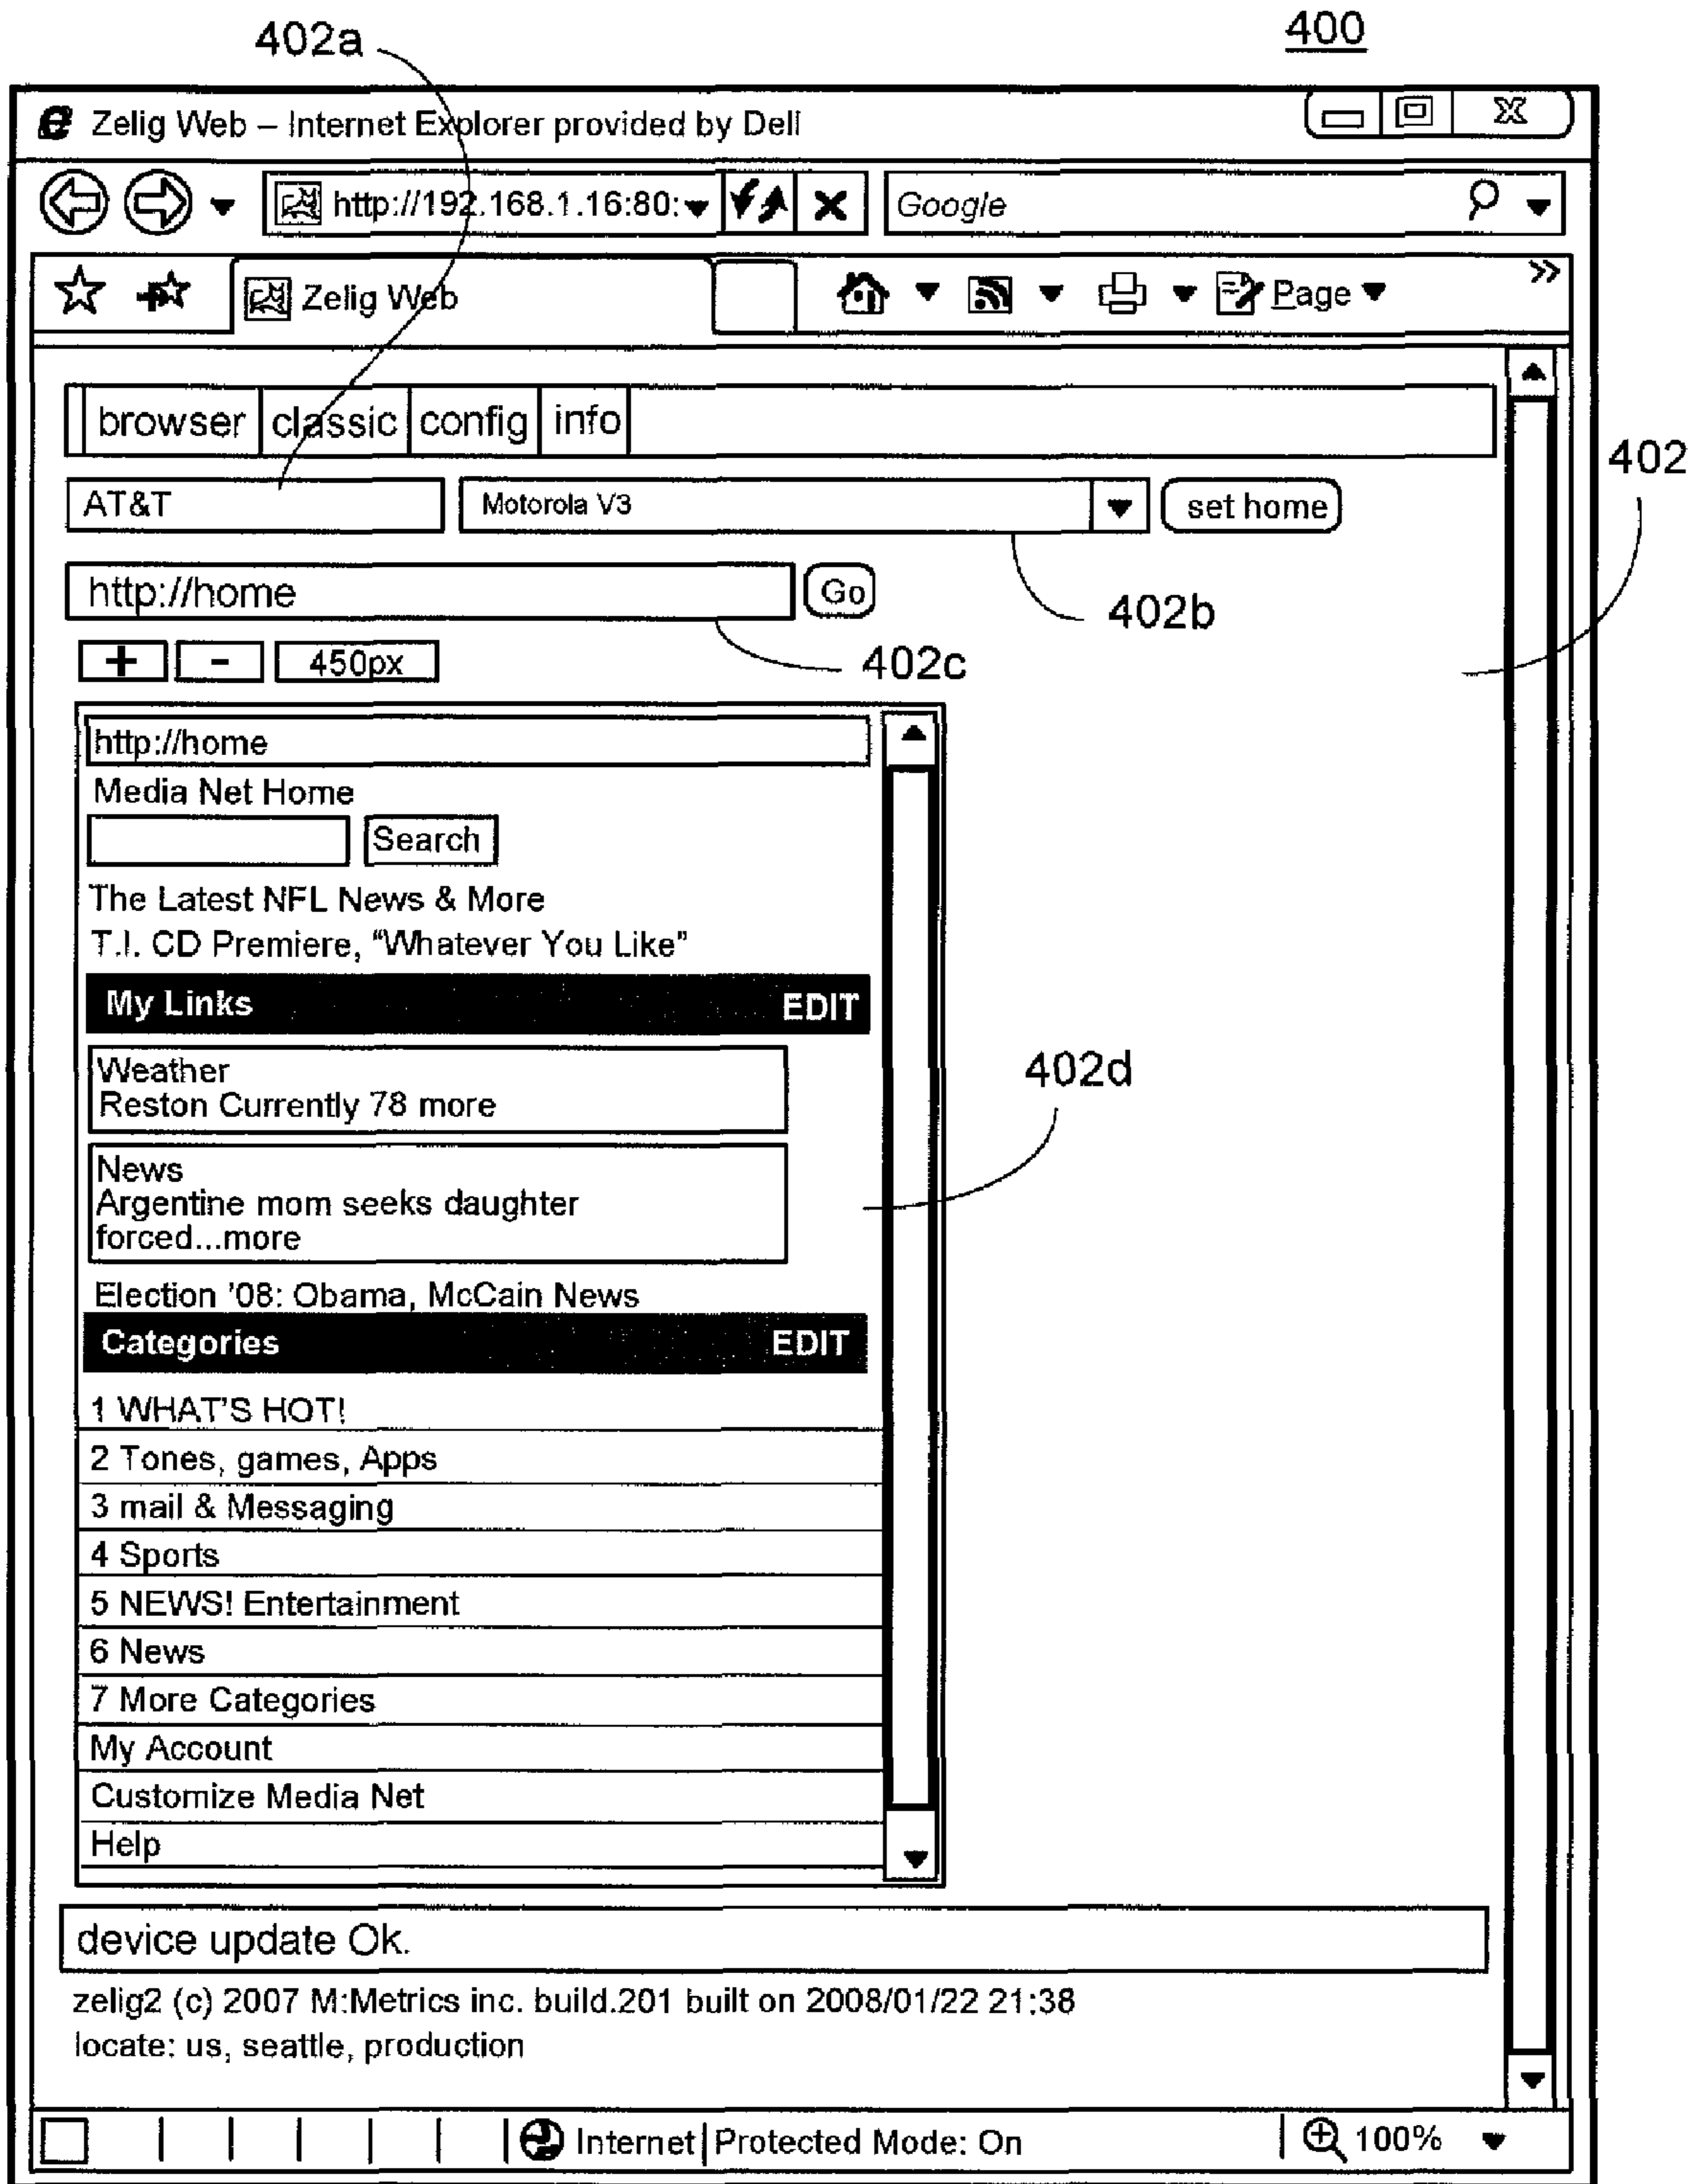 402a
400
Zelig Web – Internet Explorer provided by Dell
http://192.168.1.16:80:
Google
Zelig Web
Page
browser classic config info
402
AT&T Motorola V3 set home
http://home Go
402b
+ - 450px
402c
http://home
Media Net Home
Search
The Latest NFL News & More
T.I. CD Premiere, "Whatever You Like"
My Links EDIT
Weather
Reston Currently 78 more
402d
News
Argentine mom seeks daughter
forced...more
Election '08: Obama, McCain News
Categories EDIT
1 WHAT'S HOT!
2 Tones, games, Apps
3 mail & Messaging
4 Sports
5 NEWS! Entertainment
6 News
7 More Categories
My Account
Customize Media Net
Help
device update Ok.
zelig2 (c) 2007 M:Metrics inc. build.201 built on 2008/01/22 21:38
locate: us, seattle, production
Internet Protected Mode: On 100%